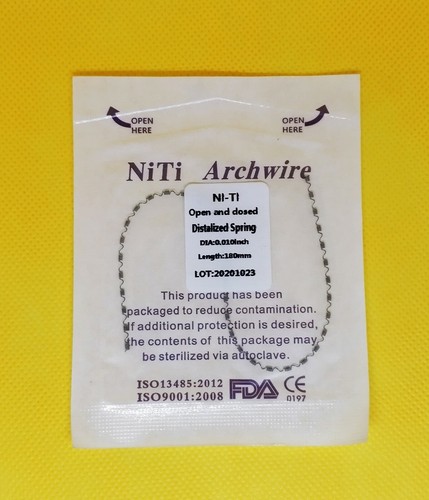 OPEN
HERE
OPEN
HERE
NiTi Archwire
NI-TI
Open and closed
Distalized Spring
DIA:0.010Inch
Length:180mm
LOT:20201023
This product has been
packaged to reduce contamination.
If additional protection is desired,
the contents of this package may
be sterilized via autoclave.
ISO13485:2012
ISO9001:2008
FDA CE
0197